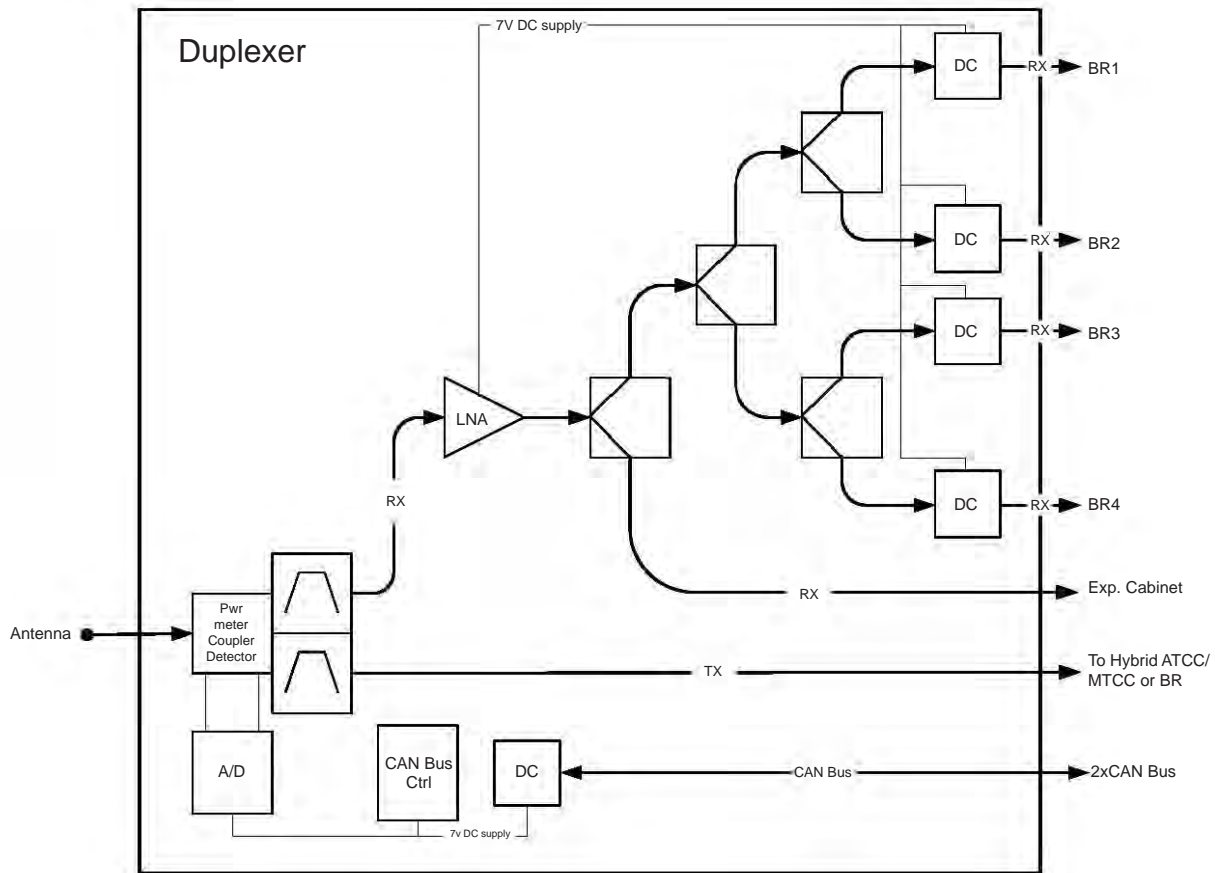 7V DC supply
Duplexer
DC
RX
BR1
DC
RX
BR2
DC
RX
BR3
LNA
RX
DC
RX
BR4
RX
Exp. Cabinet
Pwr
meter
Coupler
Detector
Antenna
TX
To Hybrid ATCC/
MTCC or BR
A/D
CAN Bus
Ctrl
DC
CAN Bus
2xCAN Bus
7v DC supply